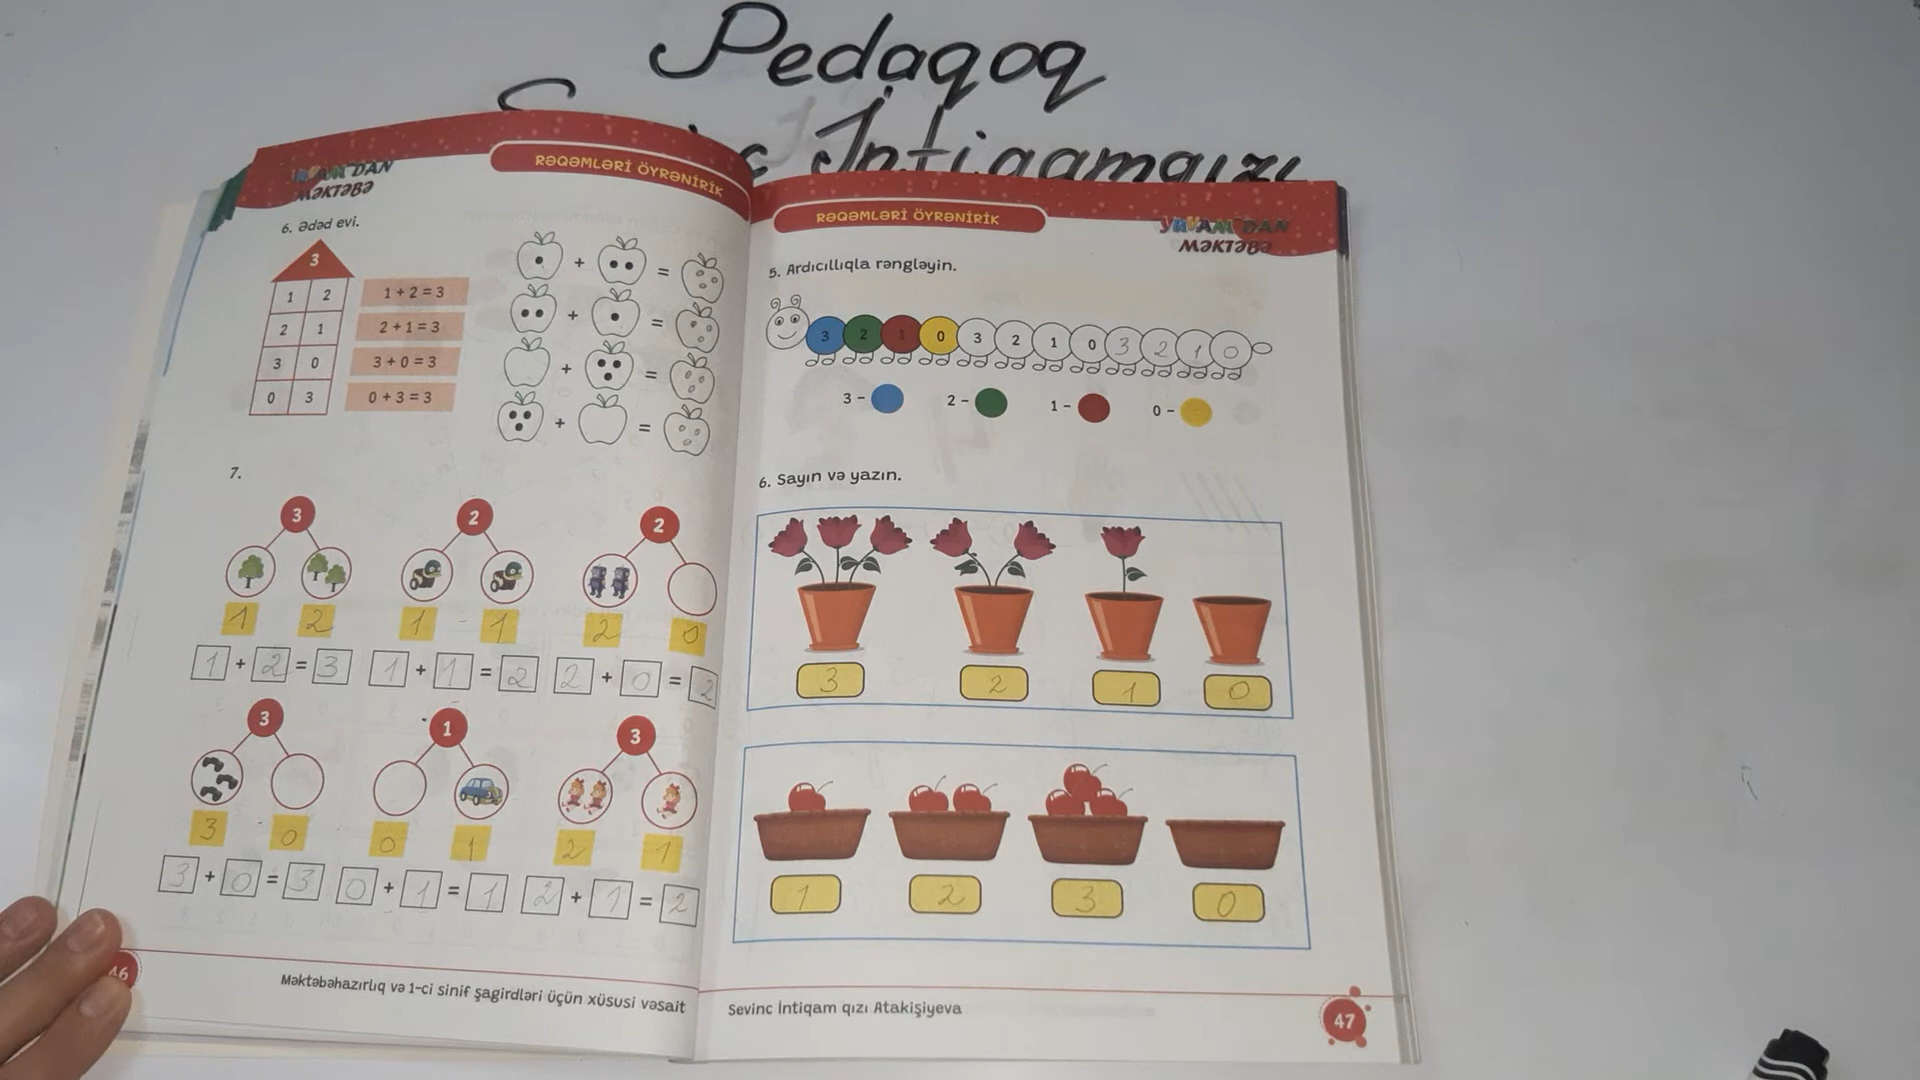 Pedaqoq
İntiqamqızı
YUVAM'DAN
MƏKTƏBƏ
RƏQƏMLƏRİ ÖYRƏNİRİK
6. Ədəd evi.
3
1 2 1 + 2 = 3
2 1 2 + 1 = 3
3 0 3 + 0 = 3
0 3 0 + 3 = 3
+ =
+ =
+ =
+ =
7.
3 2 2
1 2 1 - 1 2 0
1 + 2 = 3 1 + 1 = 2 2 + 0 = 2
3 1 3
3 0 0 1 2 1
3 + 0 = 3 0 + 1 = 1 2 + 1 = 2
46
Məktəbəhazırlıq və 1-ci sinif şagirdləri üçün xüsusi vəsait
RƏQƏMLƏRİ ÖYRƏNİRİK
YUVAM'DAN
MƏKTƏBƏ
5. Ardıcıllıqla rəngləyin.
3 2 1 0 3 2 1 0 3 2 1 0
3 - 2 - 1 - 0 -
6. Sayın və yazın.
3 2 1 0
1 2 3 0
Sevinc İntiqam qızı Atakişiyeva
47